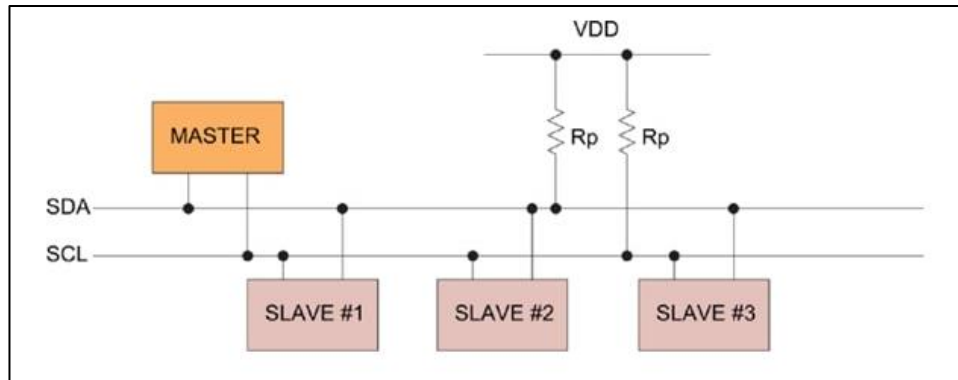 VDD
MASTER
Rp
Rp
SDA
SCL
SLAVE #1
SLAVE #2
SLAVE #3